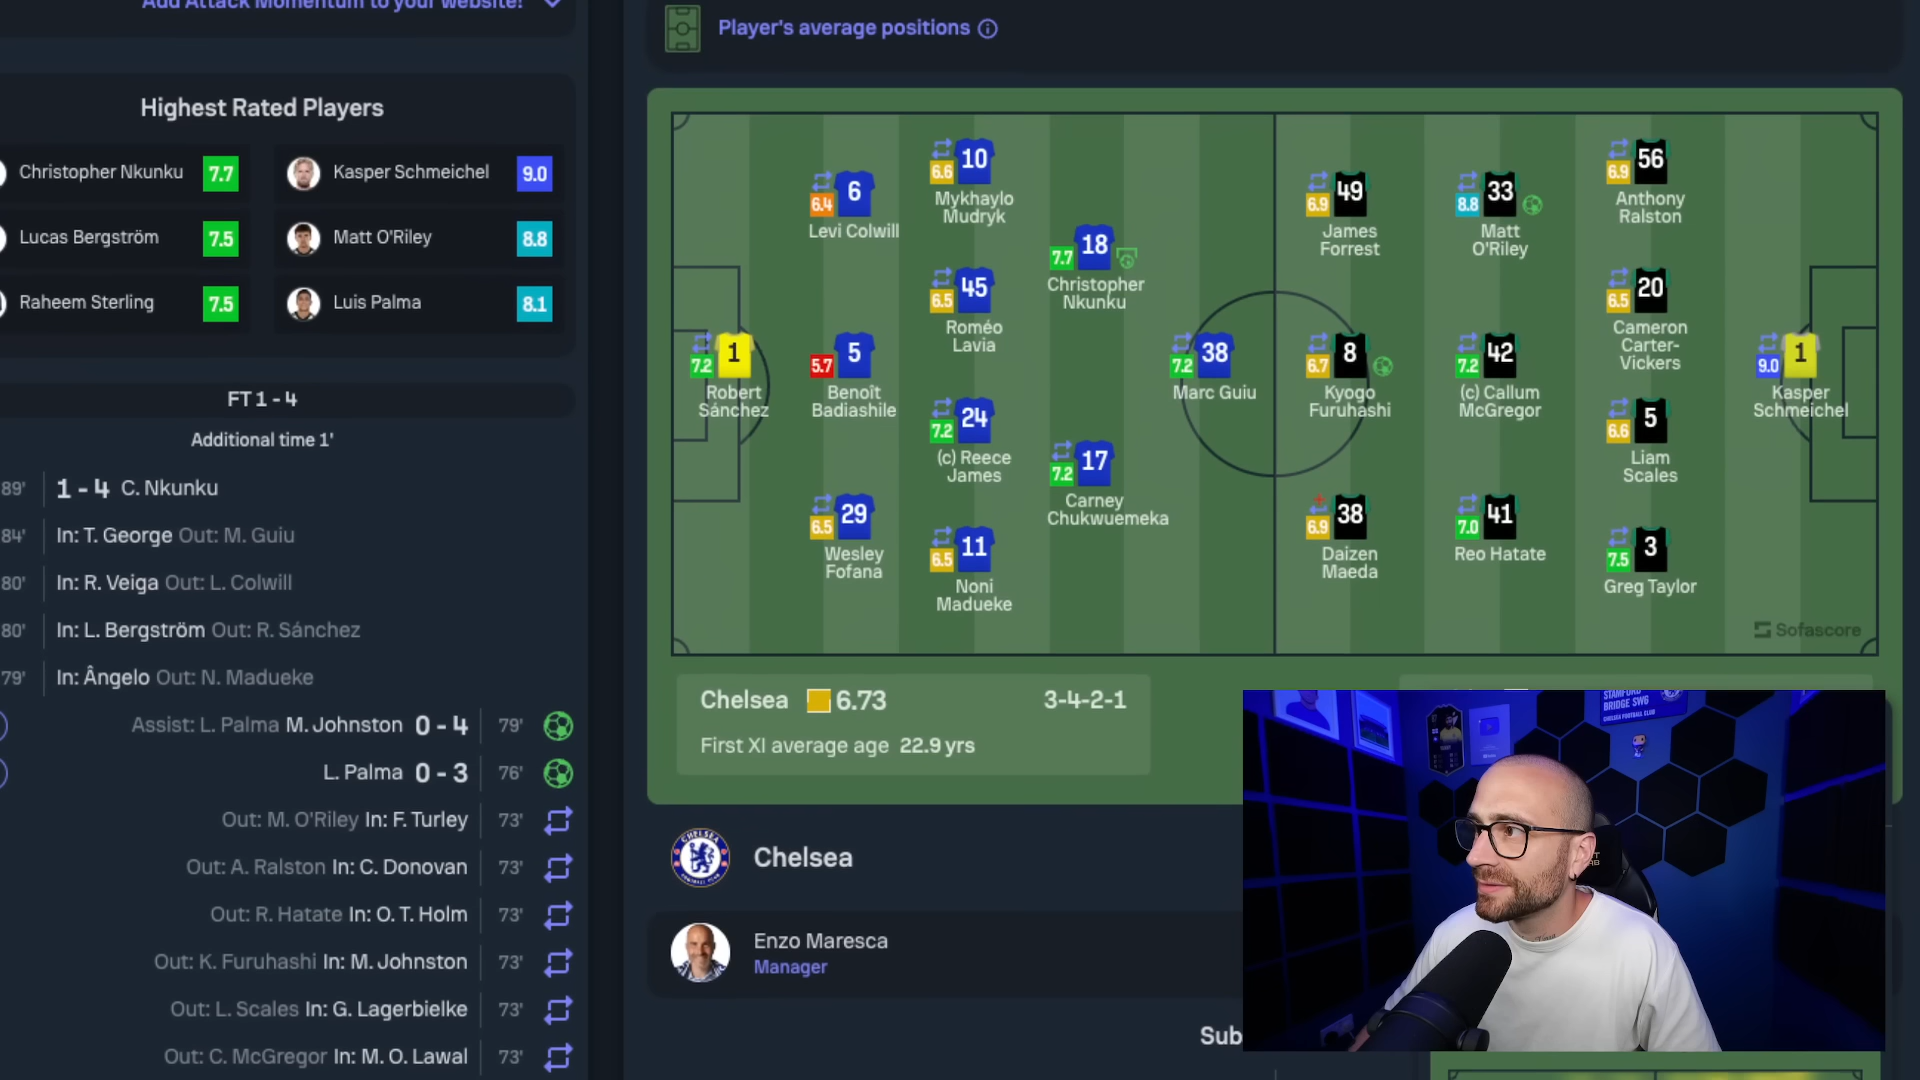 Add Attack Momentum to your website!
Player's average positions
Highest Rated Players
Christopher Nkunku 7.7
Kasper Schmeichel 9.0
Lucas Bergström 7.5
Matt O'Riley 8.8
Raheem Sterling 7.5
Luis Palma 8.1
FT 1 - 4
Additional time 1'
89' 1 - 4 C. Nkunku
84' In: T. George Out: M. Guiu
80' In: R. Veiga Out: L. Colwill
80' In: L. Bergström Out: R. Sánchez
79' In: Ângelo Out: N. Madueke
Assist: L. Palma M. Johnston 0 - 4 79'
L. Palma 0 - 3 76'
Out: M. O'Riley In: F. Turley 73'
Out: A. Ralston In: C. Donovan 73'
Out: R. Hatate In: O. T. Holm 73'
Out: K. Furuhashi In: M. Johnston 73'
Out: L. Scales In: G. Lagerbielke 73'
Out: C. McGregor In: M. O. Lawal 73'
7.2 1
Robert
Sánchez
6.4 6
Levi Colwill
5.7 5
Benoît
Badiashile
6.5 29
Wesley
Fofana
6.6 10
Mykhaylo
Mudryk
6.5 45
Roméo
Lavia
7.2 24
(c) Reece
James
6.5 11
Noni
Madueke
7.7 18
Christopher
Nkunku
7.2 17
Carney
Chukwuemeka
7.2 38
Marc Guiu
6.9 49
James
Forrest
6.7 8
Kyogo
Furuhashi
6.9 38
Daizen
Maeda
8.8 33
Matt
O'Riley
7.2 42
(c) Callum
McGregor
7.0 41
Reo Hatate
6.9 56
Anthony
Ralston
6.5 20
Cameron
Carter-
Vickers
6.6 5
Liam
Scales
7.5 3
Greg Taylor
9.0 1
Kasper
Schmeichel
Sofascore
Chelsea 6.73 3-4-2-1
First XI average age 22.9 yrs
CHELSEA
Chelsea
Enzo Maresca
Manager
Sub
STAMFORD
BRIDGE SW6
CHELSEA FOOTBALL CLUB